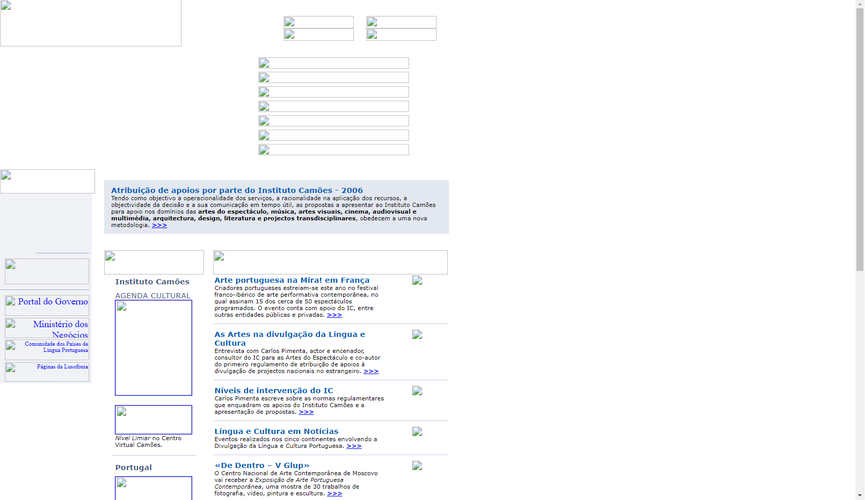 Atribuição de apoios por parte do Instituto Camões - 2006
Tendo como objectivo a operacionalidade dos serviços, a racionalidade na aplicação dos recursos, a
objectividade da decisão e a sua comunicação em tempo útil, as propostas a apresentar ao Instituto Camões
para apoio nos domínios das artes do espectáculo, música, artes visuais, cinema, audiovisual e
multimédia, arquitectura, design, literatura e projectos transdisciplinares, obedecem a uma nova
metodologia. >>>
Portal do Governo
Ministério dos
Negócios
Comunidade dos Países de
Língua Portuguesa
Páginas da Lusofonia
Instituto Camões
AGENDA CULTURAL
Nível Limiar no Centro
Virtual Camões.
Portugal
Arte portuguesa na Mira! em França
Criadores portugueses estreiam-se este ano no festival
franco-ibérico de arte performativa contemporânea, no
qual assinam 15 dos cerca de 50 espectáculos
programados. O evento conta com apoio do IC, entre
outras entidades públicas e privadas. >>>
As Artes na divulgação da Língua e
Cultura
Entrevista com Carlos Pimenta, actor e encenador,
consultor do IC para as Artes do Espectáculo e co-autor
do primeiro regulamento de atribuição de apoios à
divulgação de projectos nacionais no estrangeiro. >>>
Níveis de intervenção do IC
Carlos Pimenta escreve sobre as normas regulamentares
que enquadram os apoios do Instituto Camões e a
apresentação de propostas. >>>
Língua e Cultura em Notícias
Eventos realizados nos cinco continentes envolvendo a
Divulgação da Língua e Cultura Portuguesa. >>>
«De Dentro – V Glup»
O Centro Nacional de Arte Contemporânea de Moscovo
vai receber a Exposição de Arte Portuguesa
Contemporânea, uma mostra de 30 trabalhos de
fotografia, vídeo, pintura e escultura. >>>